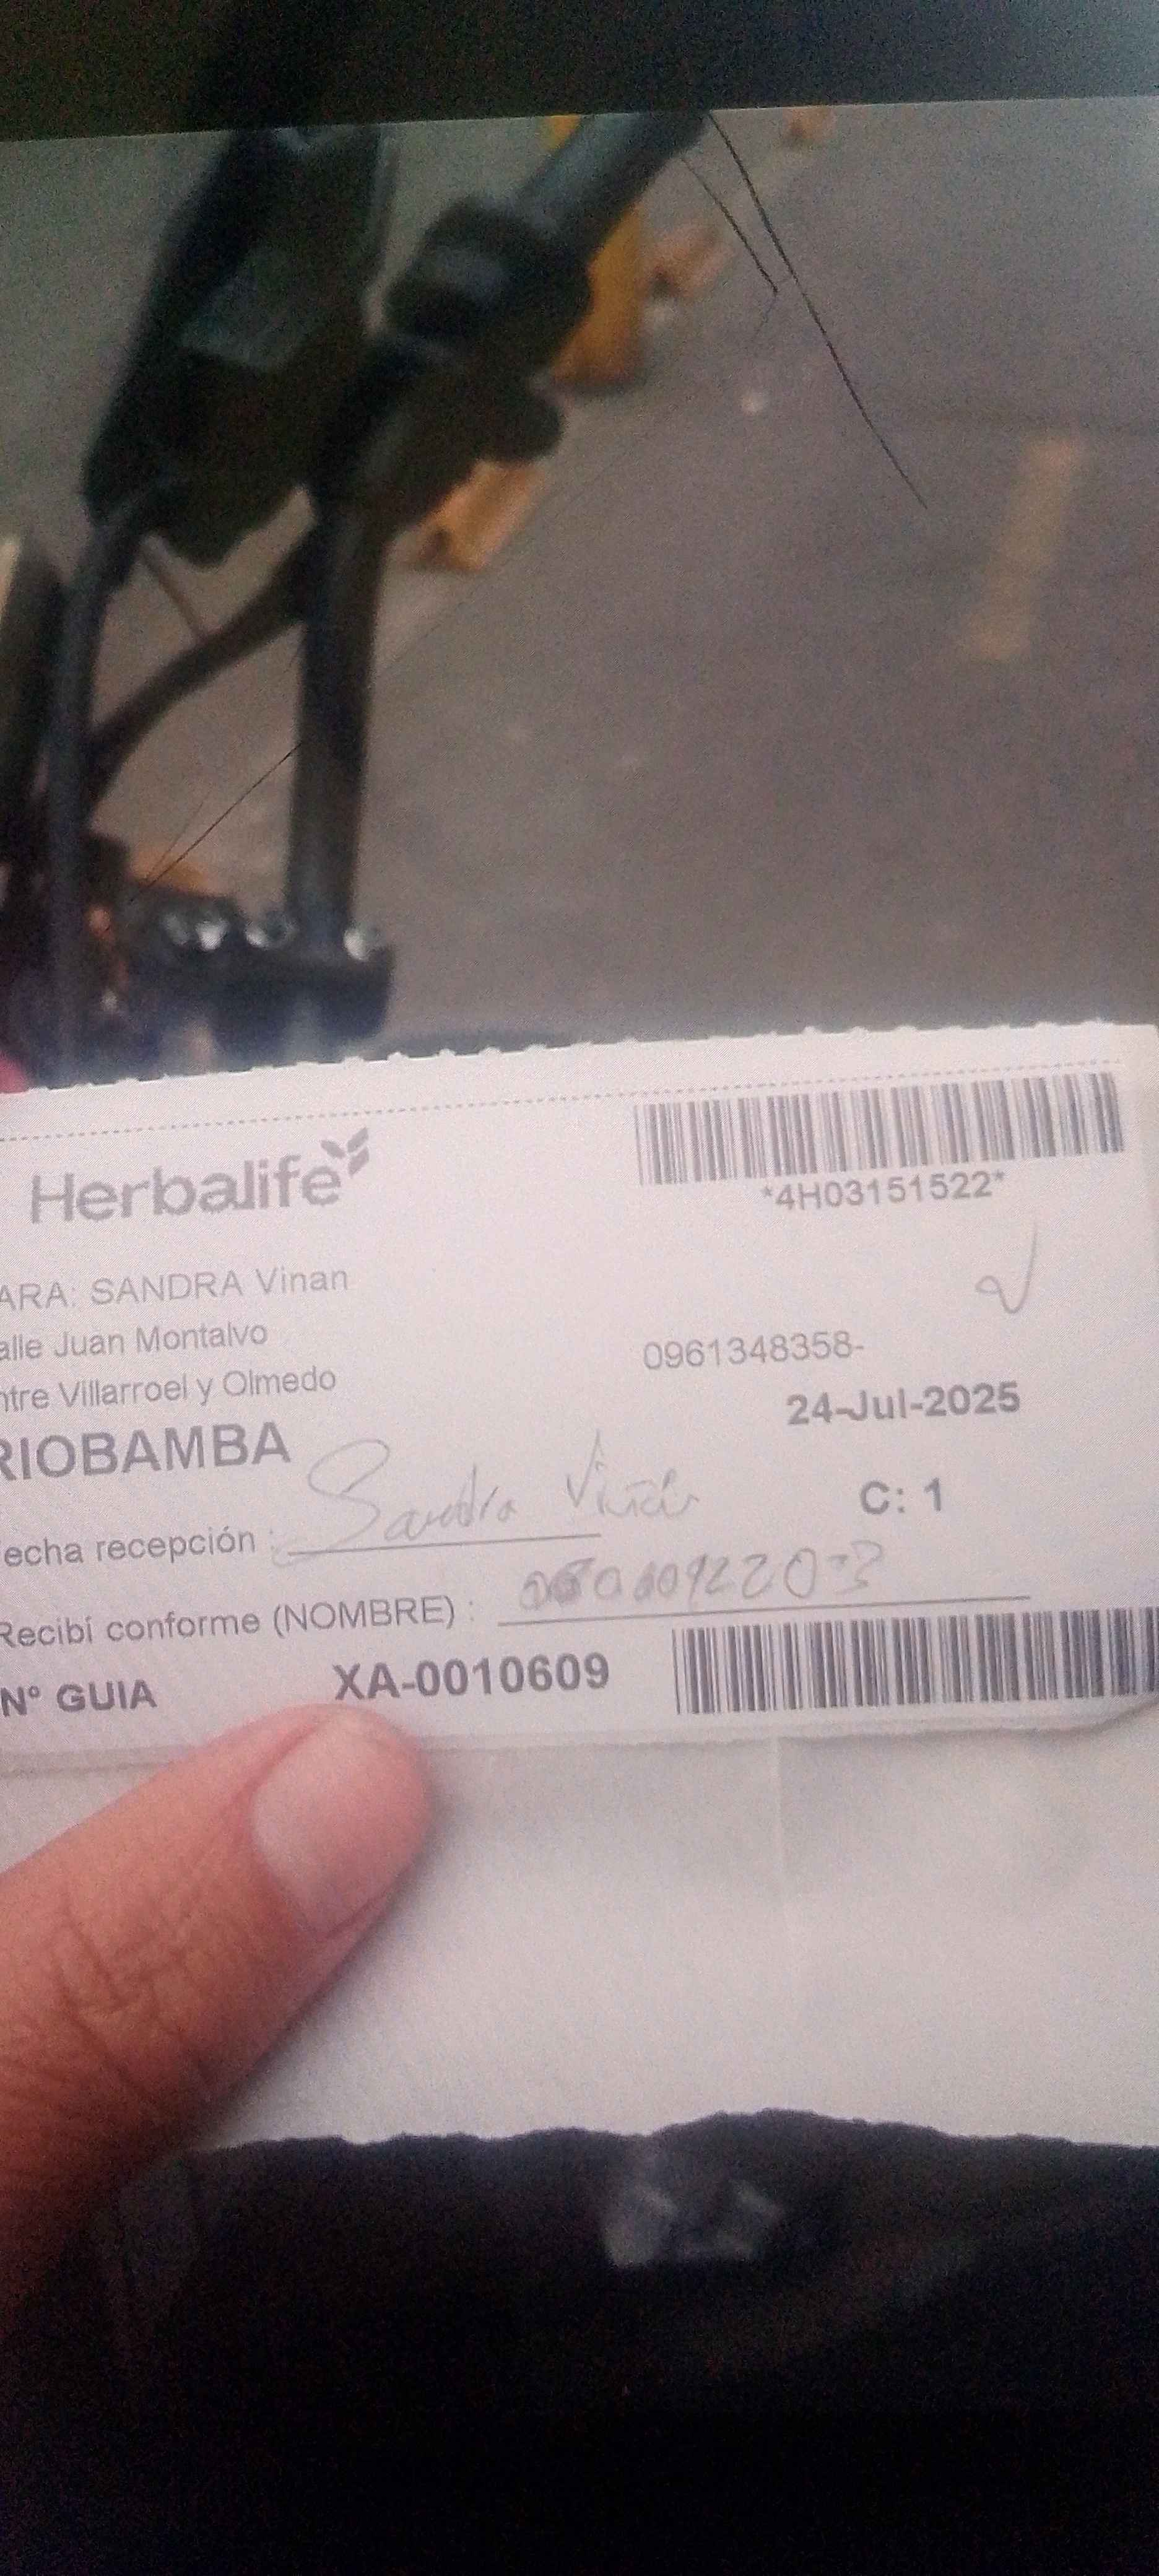 Herbalife
*4H03151522*
ARA: SANDRA Vinan
alle Juan Montalvo
0961348358-
ntre Villarroel y Olmedo
24-Jul-2025
RIOBAMBA
C: 1
echa recepción : Sandra Viñán
Recibí conforme (NOMBRE) :
Nº GUIA XA-0010609